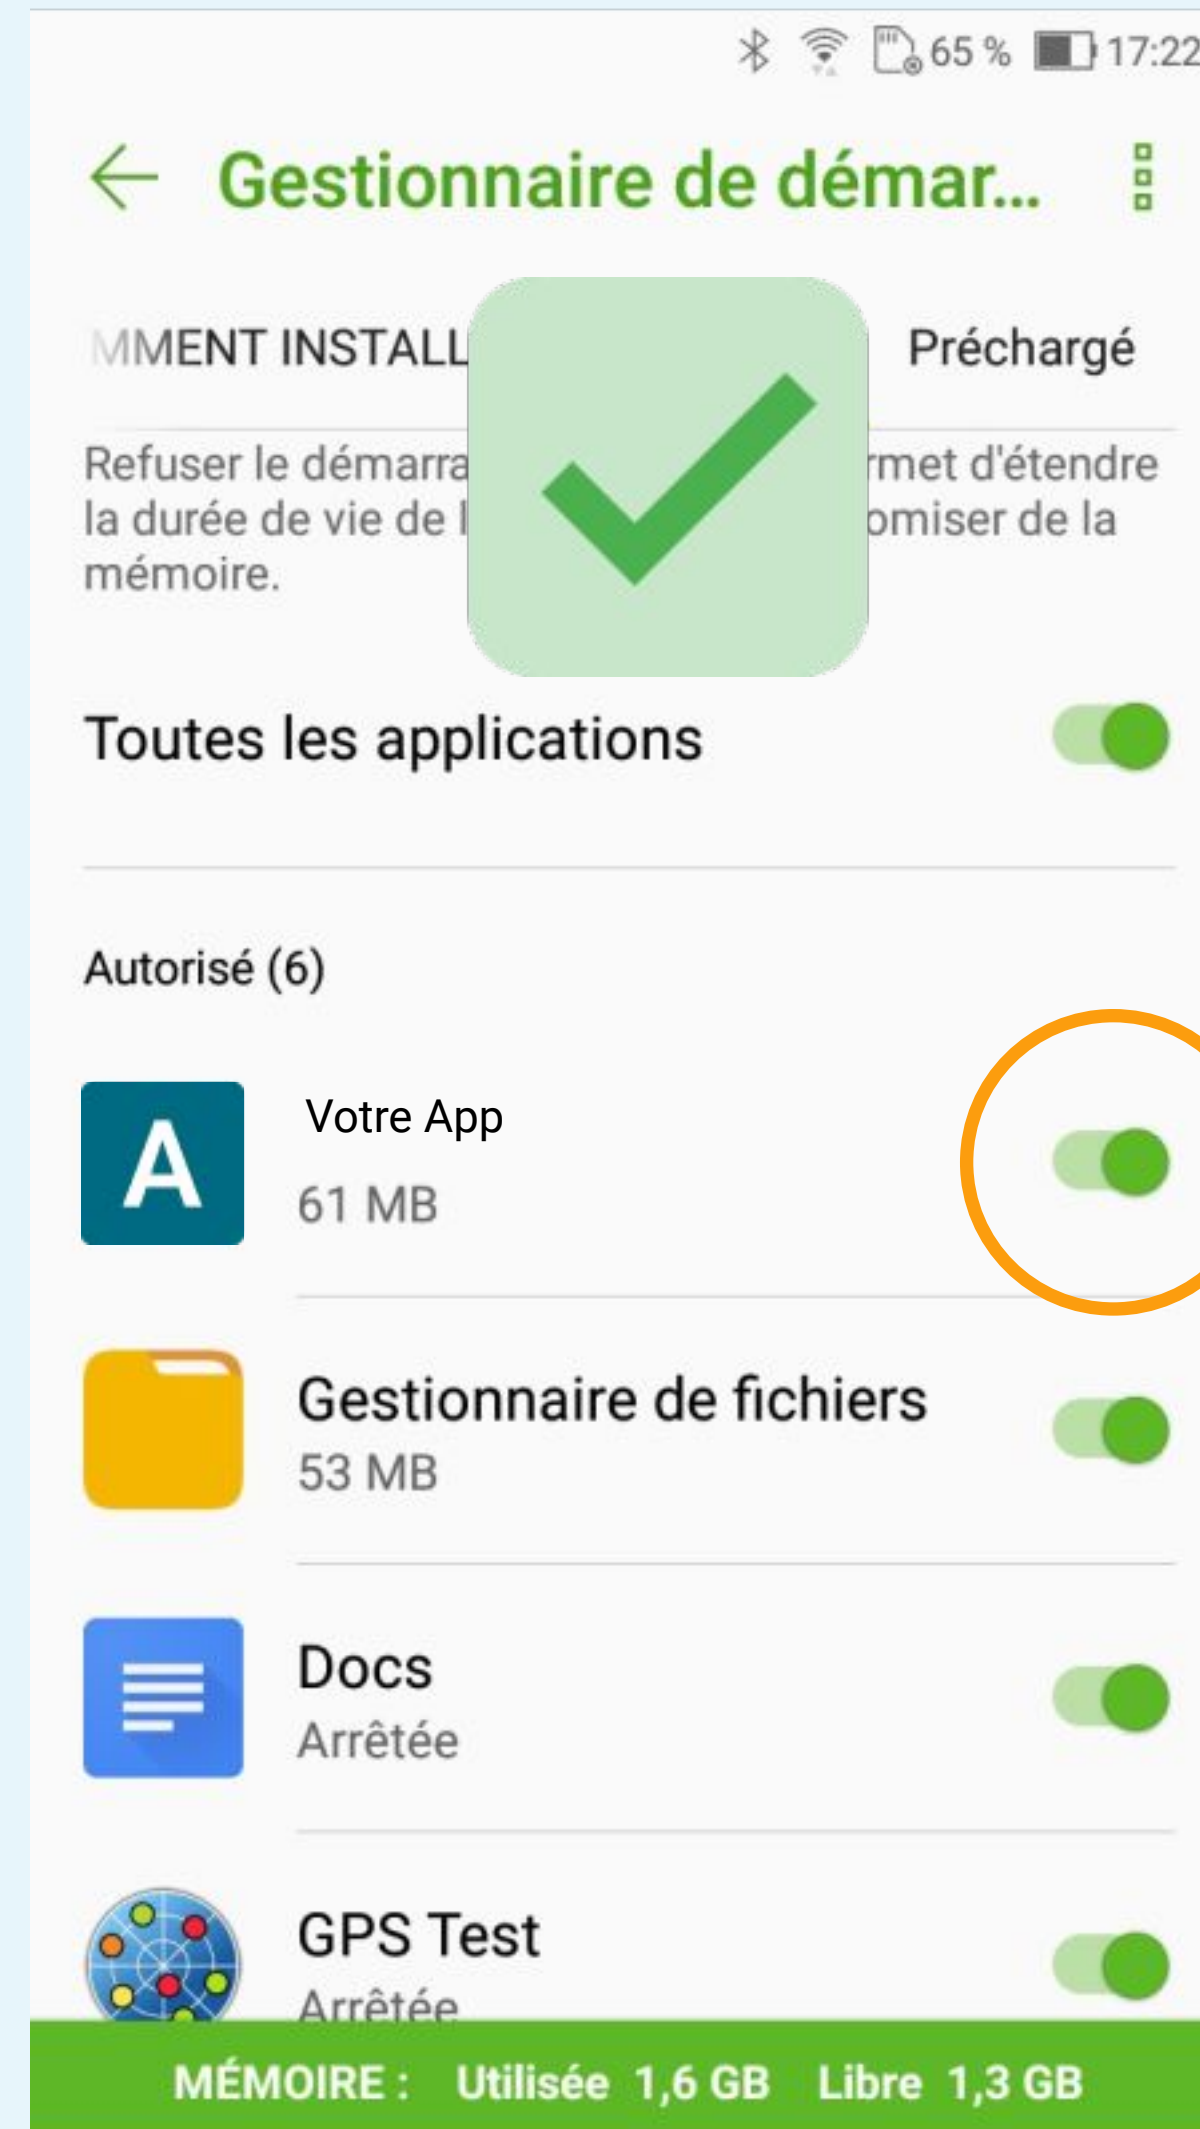 65 % 17:22
Gestionnaire de démar...
MMENT INSTALL Préchargé
Refuser le démarra rmet d'étendre
la durée de vie de l omiser de la
mémoire.
Toutes les applications
Autorisé (6)
A
Votre App
61 MB
Gestionnaire de fichiers
53 MB
Docs
Arrêtée
GPS Test
Arrêtée
MÉMOIRE : Utilisée 1,6 GB Libre 1,3 GB